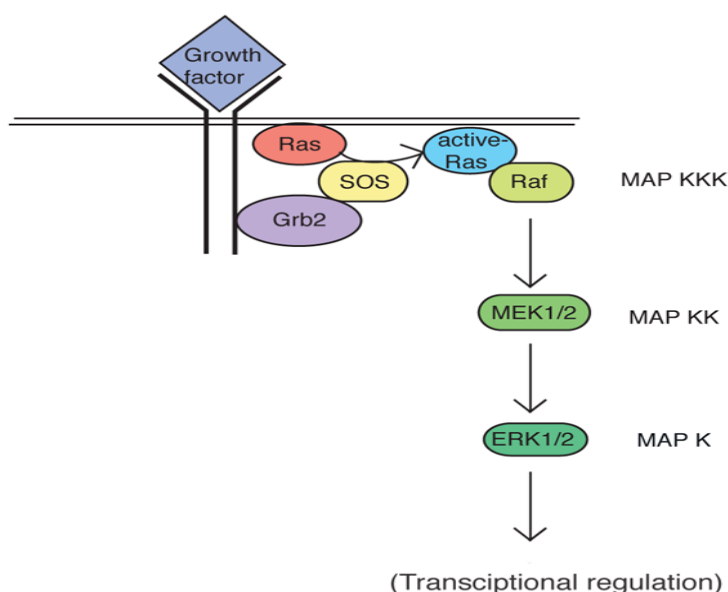 Growth
factor
Ras
active-
Ras
SOS
Raf
MAP KKK
Grb2
MEK1/2
MAP KK
ERK1/2
MAP K
(Transciptional regulation)